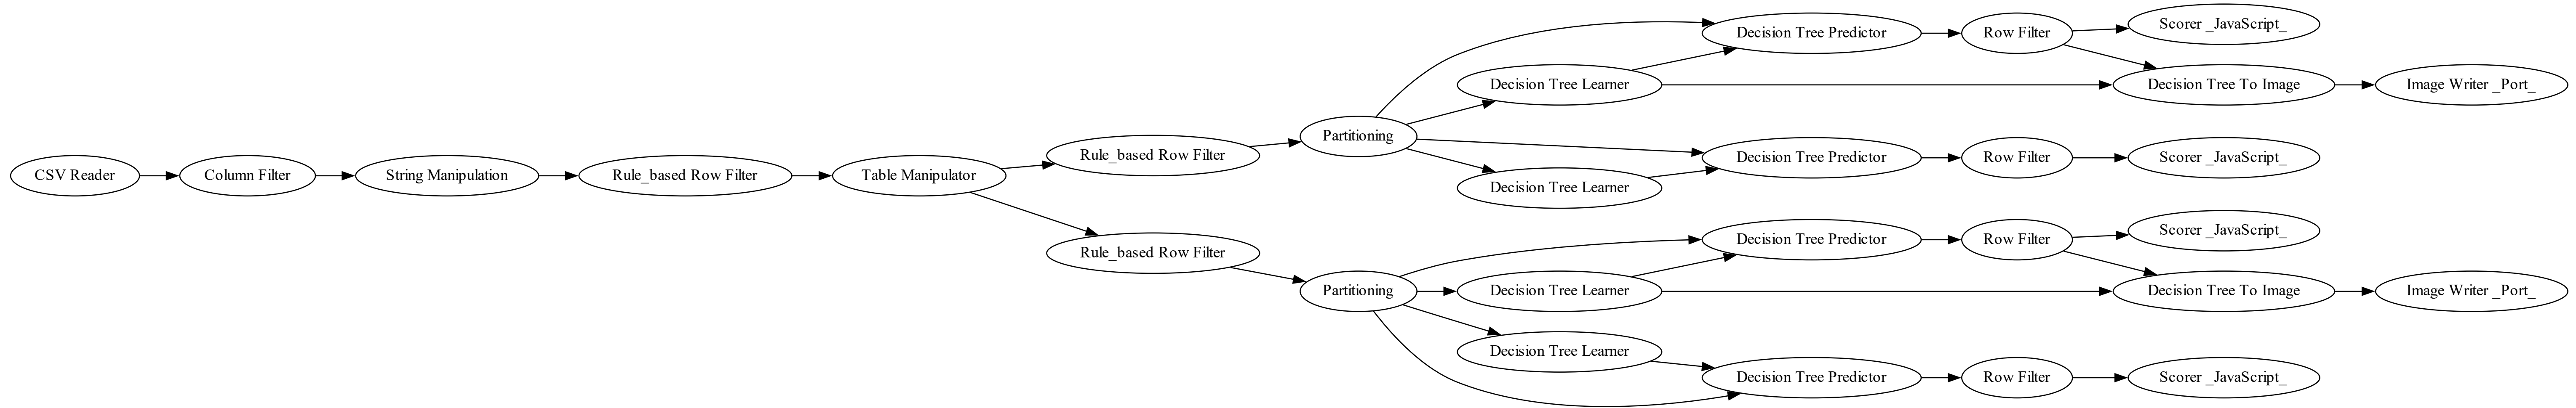 CSV Reader
Column Filter
String Manipulation
Rule_based Row Filter
Table Manipulator
Rule_based Row Filter
Partitioning
Decision Tree Predictor
Row Filter
Scorer _JavaScript_
Decision Tree Learner
Decision Tree To Image
Image Writer _Port_
Decision Tree Predictor
Row Filter
Scorer _JavaScript_
Decision Tree Learner
Rule_based Row Filter
Partitioning
Decision Tree Predictor
Row Filter
Scorer _JavaScript_
Decision Tree Learner
Decision Tree To Image
Image Writer _Port_
Decision Tree Learner
Decision Tree Predictor
Row Filter
Scorer _JavaScript_